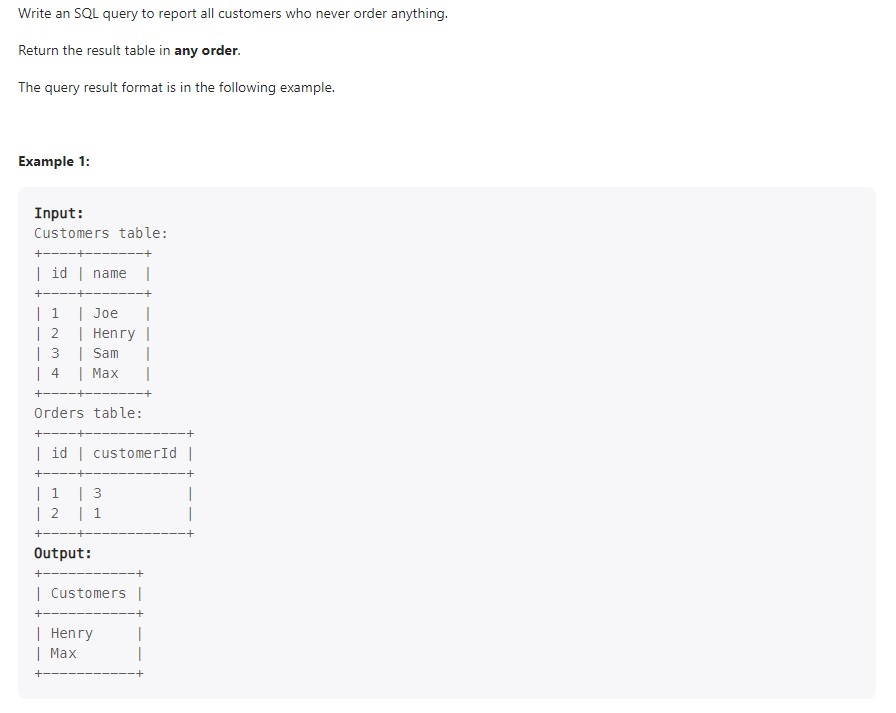 Write an SQL query to report all customers who never order anything.
Return the result table in any order.
The query result format is in the following example.
Example 1:
Input:
Customers table:
+----+-------+
| id | name  |
+----+-------+
| 1  | Joe   |
| 2  | Henry |
| 3  | Sam   |
| 4  | Max   |
+----+-------+
Orders table:
+----+------------+
| id | customerId |
+----+------------+
| 1  | 3          |
| 2  | 1          |
+----+------------+
Output:
+-----------+
| Customers |
+-----------+
| Henry     |
| Max       |
+-----------+